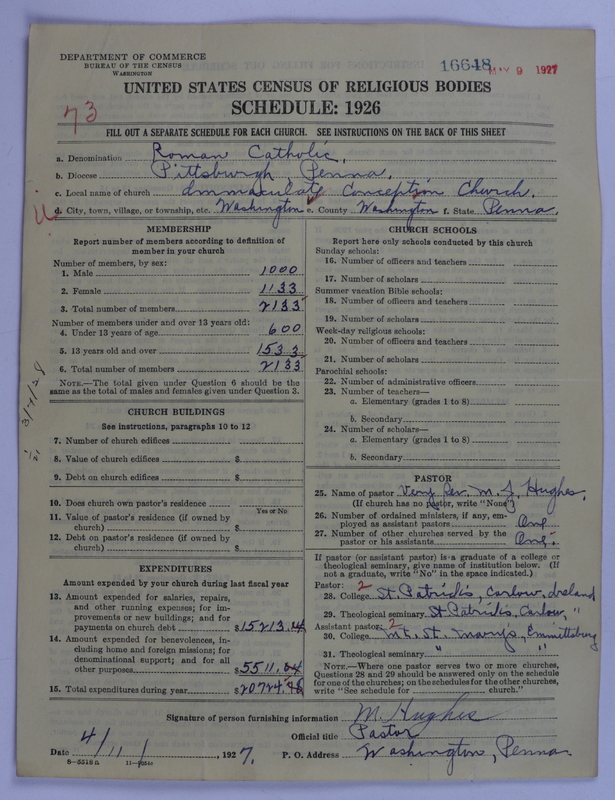 DEPARTMENT OF COMMERCE
BUREAU OF THE CENSUS
WASHINGTON
16648 MAY 9 1927
UNITED STATES CENSUS OF RELIGIOUS BODIES
SCHEDULE: 1926
73
FILL OUT A SEPARATE SCHEDULE FOR EACH CHURCH. SEE INSTRUCTIONS ON THE BACK OF THIS SHEET
a. Denomination Roman Catholic,
b. Diocese Pittsburgh, Penna,
c. Local name of church Immaculate Conception Church.
d. City, town, village, or township, etc. Washington e. County Washington f. State Penna.
MEMBERSHIP
Report number of members according to definition of
member in your church
Number of members, by sex:
1. Male 1000
2. Female 1133
3. Total number of members 2133
Number of members under and over 13 years old:
4. Under 13 years of age 600
5. 13 years old and over 1533
6. Total number of members 2133
NOTE.—The total given under Question 6 should be the
same as the total of males and females given under Question 3.
3/7/28
CHURCH BUILDINGS
See instructions, paragraphs 10 to 12
7. Number of church edifices
8. Value of church edifices $
9. Debt on church edifices $
10. Does church own pastor's residence
Yes or No
11. Value of pastor's residence (if owned by
church) $
12. Debt on pastor's residence (if owned by
church) $
EXPENDITURES
Amount expended by your church during last fiscal year
13. Amount expended for salaries, repairs,
and other running expenses; for im-
provements or new buildings; and for
payments on church debt $15213.44
14. Amount expended for benevolences, in-
cluding home and foreign missions; for
denominational support; and for all
other purposes $5511.04
15. Total expenditures during year $20724.48
CHURCH SCHOOLS
Report here only schools conducted by this church
Sunday schools:
16. Number of officers and teachers
17. Number of scholars
Summer vacation Bible schools:
18. Number of officers and teachers
19. Number of scholars
Week-day religious schools:
20. Number of officers and teachers
21. Number of scholars
Parochial schools:
22. Number of administrative officers
23. Number of teachers—
a. Elementary (grades 1 to 8)
b. Secondary
24. Number of scholars—
a. Elementary (grades 1 to 8)
b. Secondary
PASTOR
25. Name of pastor Very Rev. M. J. Hughes,
(If church has no pastor, write "None")
26. Number of ordained ministers, if any, em-
ployed as assistant pastors One
27. Number of other churches served by the
pastor or his assistants One.
If pastor (or assistant pastor) is a graduate of a college or
theological seminary, give name of institution below. (If
not a graduate, write "No" in the space indicated.)
Pastor: 2
28. College St. Patrick's, Carlow, Ireland
29. Theological seminary St Patricks, Carlow, "
Assistant pastor: 2
30. College Mt. St. Mary's, Emmittsburg
31. Theological seminary " "
NOTE.—Where one pastor serves two or more churches,
Questions 28 and 29 should be answered only on the schedule
for one of the churches; on the schedules for the other churches,
write "See schedule for church."
Signature of person furnishing information M. Hughes
Official title Pastor
Date 4/11/, 1927. P. O. Address Washington, Penna.
8-5518a